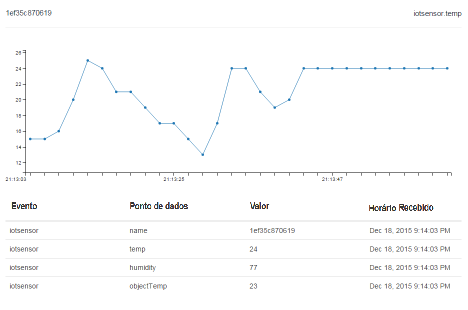 1ef35c870619 iotsensor.temp
26
24
22
20
18
16
14
12
21:13:03 21:13:25 21:13:47
Evento Ponto de dados Valor Horário Recebido
iotsensor name 1ef35c870619 Dec 18, 2015 9:14:03 PM
iotsensor temp 24 Dec 18, 2015 9:14:03 PM
iotsensor humidity 77 Dec 18, 2015 9:14:03 PM
iotsensor objectTemp 23 Dec 18, 2015 9:14:03 PM